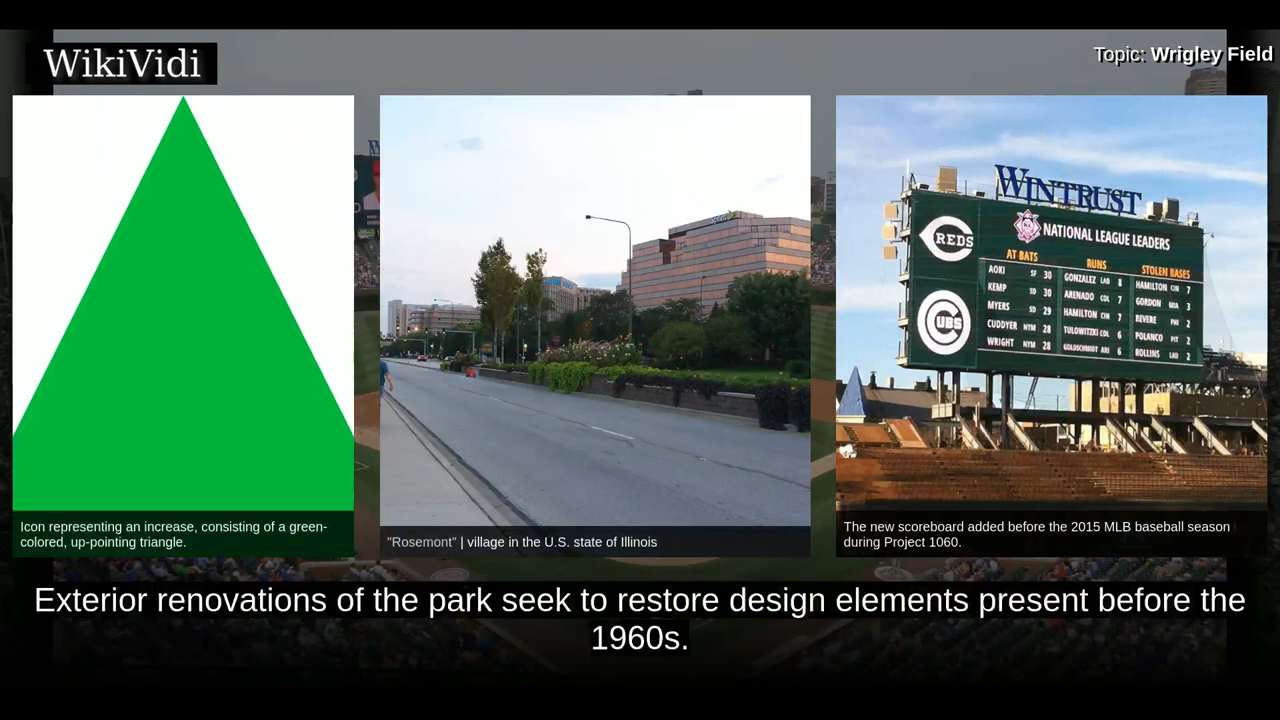 WikiVidi
Topic: Wrigley Field
WINTRUST
REDS
NATIONAL LEAGUE LEADERS
AT BATS
RUNS
STOLEN BASES
AOKI SF 30
GONZALEZ LAD 8
HAMILTON CIN 7
KEMP SD 30
ARENADO COL 7
GORDON MIA 3
MYERS SD 29
HAMILTON CIN 7
REVERE PHI 2
CUDDYER NYM 28
TULOWITZKI COL 6
POLANCO PIT 2
WRIGHT NYM 28
GOLDSCHMIDT ARI 6
ROLLINS LAD 2
CUBS
Icon representing an increase, consisting of a green-
colored, up-pointing triangle.
"Rosemont" | village in the U.S. state of Illinois
The new scoreboard added before the 2015 MLB baseball season
during Project 1060.
Exterior renovations of the park seek to restore design elements present before the
1960s.